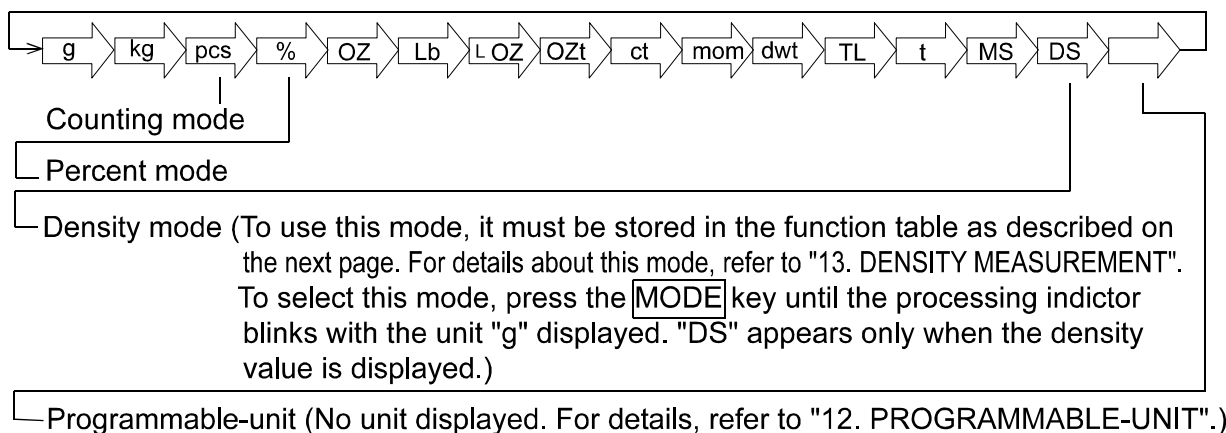 g kg pcs % OZ Lb L OZ OZt ct mom dwt TL t MS DS
Counting mode
Percent mode
Density mode (To use this mode, it must be stored in the function table as described on
the next page. For details about this mode, refer to "13. DENSITY MEASUREMENT".
To select this mode, press the MODE key until the processing indictor
blinks with the unit "g" displayed. "DS" appears only when the density
value is displayed.)
Programmable-unit (No unit displayed. For details, refer to "12. PROGRAMMABLE-UNIT".)